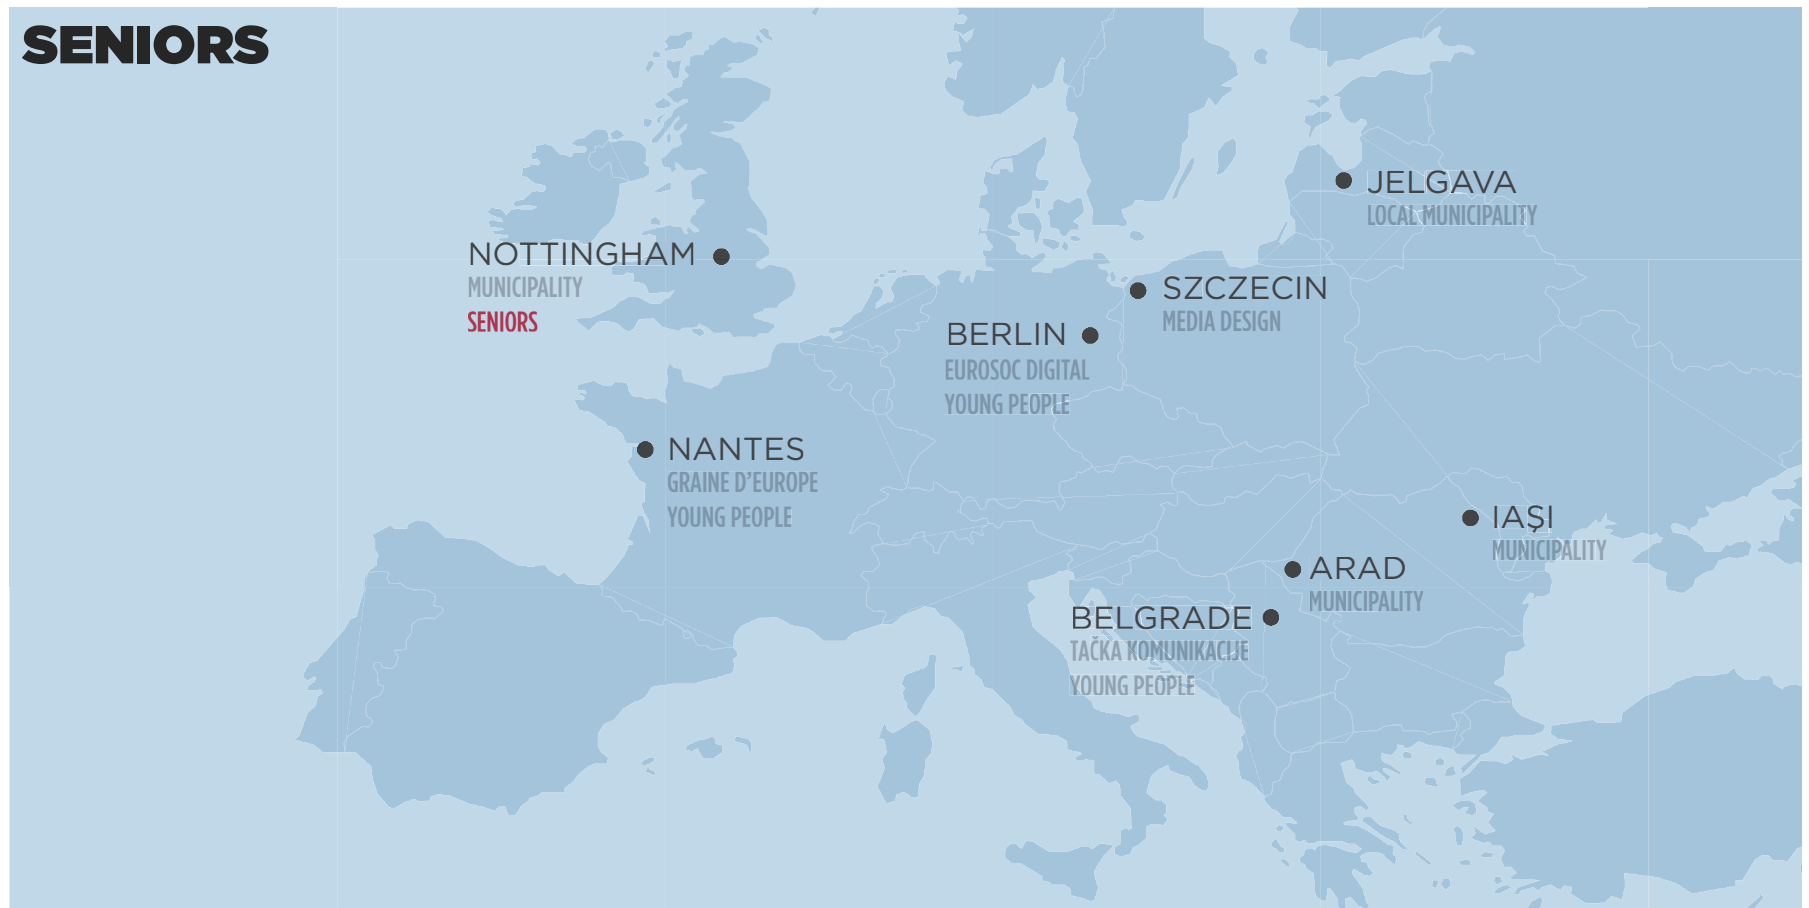 SENIORS
JELGAVA
LOCAL MUNICIPALITY
NOTTINGHAM
MUNICIPALITY
SENIORS
SZCZECIN
MEDIA DESIGN
BERLIN
EUROSOC DIGITAL
YOUNG PEOPLE
NANTES
GRAINE D'EUROPE
YOUNG PEOPLE
IAŞI
MUNICIPALITY
ARAD
MUNICIPALITY
BELGRADE
TAČKA KOMUNIKACIJE
YOUNG PEOPLE